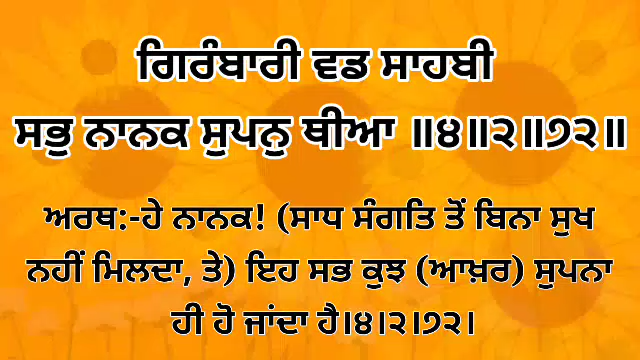 ਗਿਰੰਬਾਰੀ ਵਡ ਸਾਹਬੀ
ਸਭੁ ਨਾਨਕ ਸੁਪਨੁ ਥੀਆ ॥੪॥੨॥੭੨॥
ਅਰਥ:-ਹੇ ਨਾਨਕ! (ਸਾਧ ਸੰਗਤਿ ਤੋਂ ਬਿਨਾ ਸੁਖ
ਨਹੀਂ ਮਿਲਦਾ, ਤੇ) ਇਹ ਸਭ ਕੁਝ (ਆਖ਼ਰ) ਸੁਪਨਾ
ਹੀ ਹੋ ਜਾਂਦਾ ਹੈ।੪।੨।੭੨।